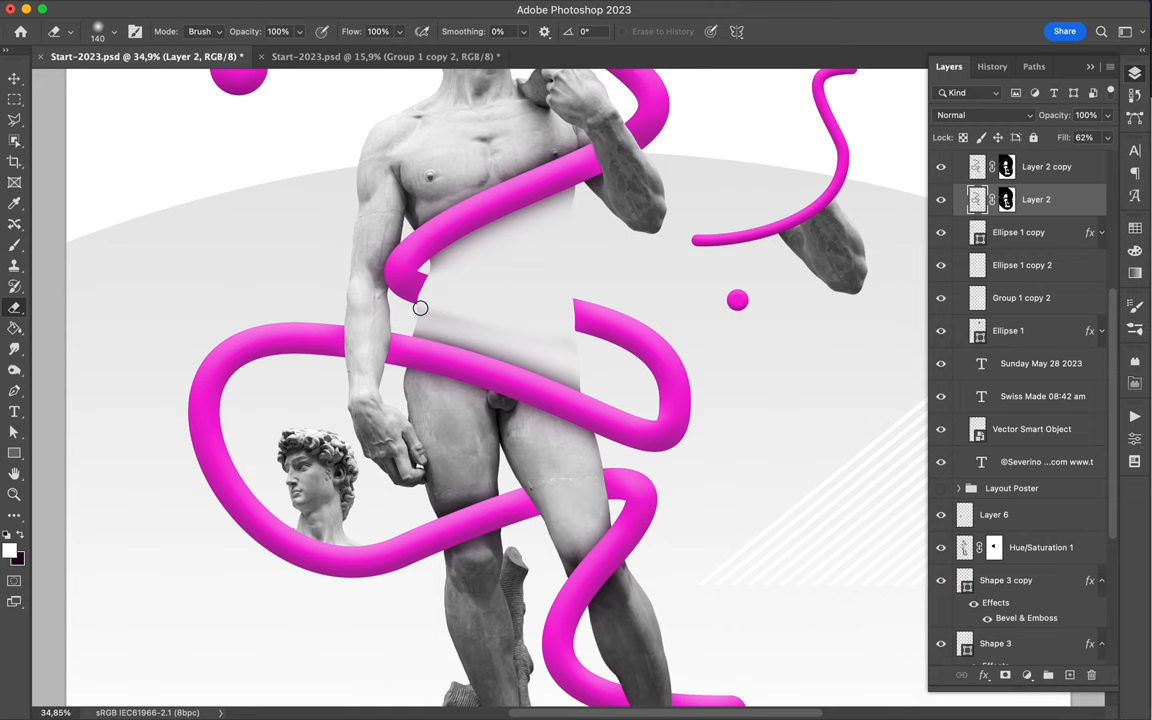 Adobe Photoshop 2023
140
Mode: Brush
Opacity: 100%
Flow: 100%
Smoothing: 0%
0°
Erase to History
Share
Start-2023.psd @ 34,9% (Layer 2, RGB/8) *
Start-2023.psd @ 15,9% (Group 1 copy 2, RGB/8) *
Layers
History
Paths
Kind
Normal
Opacity: 100%
Lock:
Fill: 62%
Layer 2 copy
Layer 2
Ellipse 1 copy
fx
Ellipse 1 copy 2
Group 1 copy 2
Ellipse 1
fx
Sunday May 28 2023
Swiss Made 08:42 am
Vector Smart Object
©Severino ...com www.t
Layout Poster
Layer 6
Hue/Saturation 1
Shape 3 copy
fx
Effects
Bevel & Emboss
Shape 3
fx
34,85%
sRGB IEC61966-2.1 (8bpc)